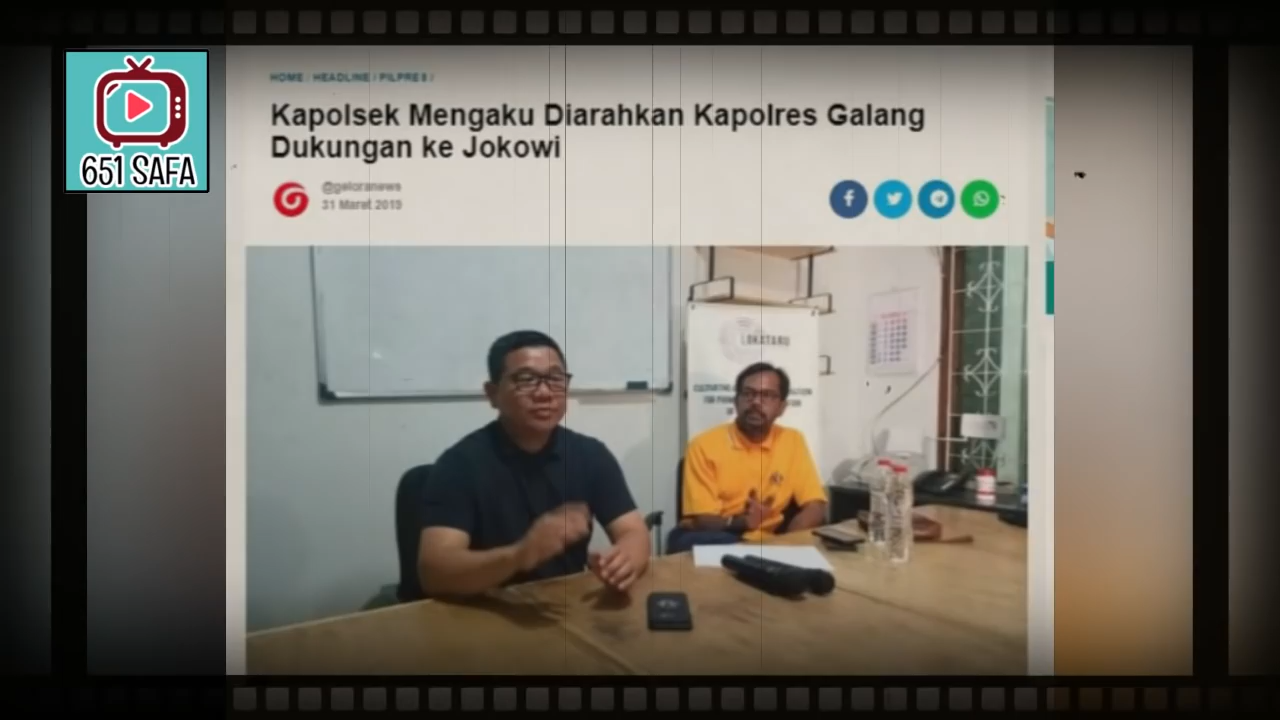 651 SAFA
HOME / HEADLINE / PILPRES /
Kapolsek Mengaku Diarahkan Kapolres Galang
Dukungan ke Jokowi
@geloranews
31 Maret 2019
LOKATARU